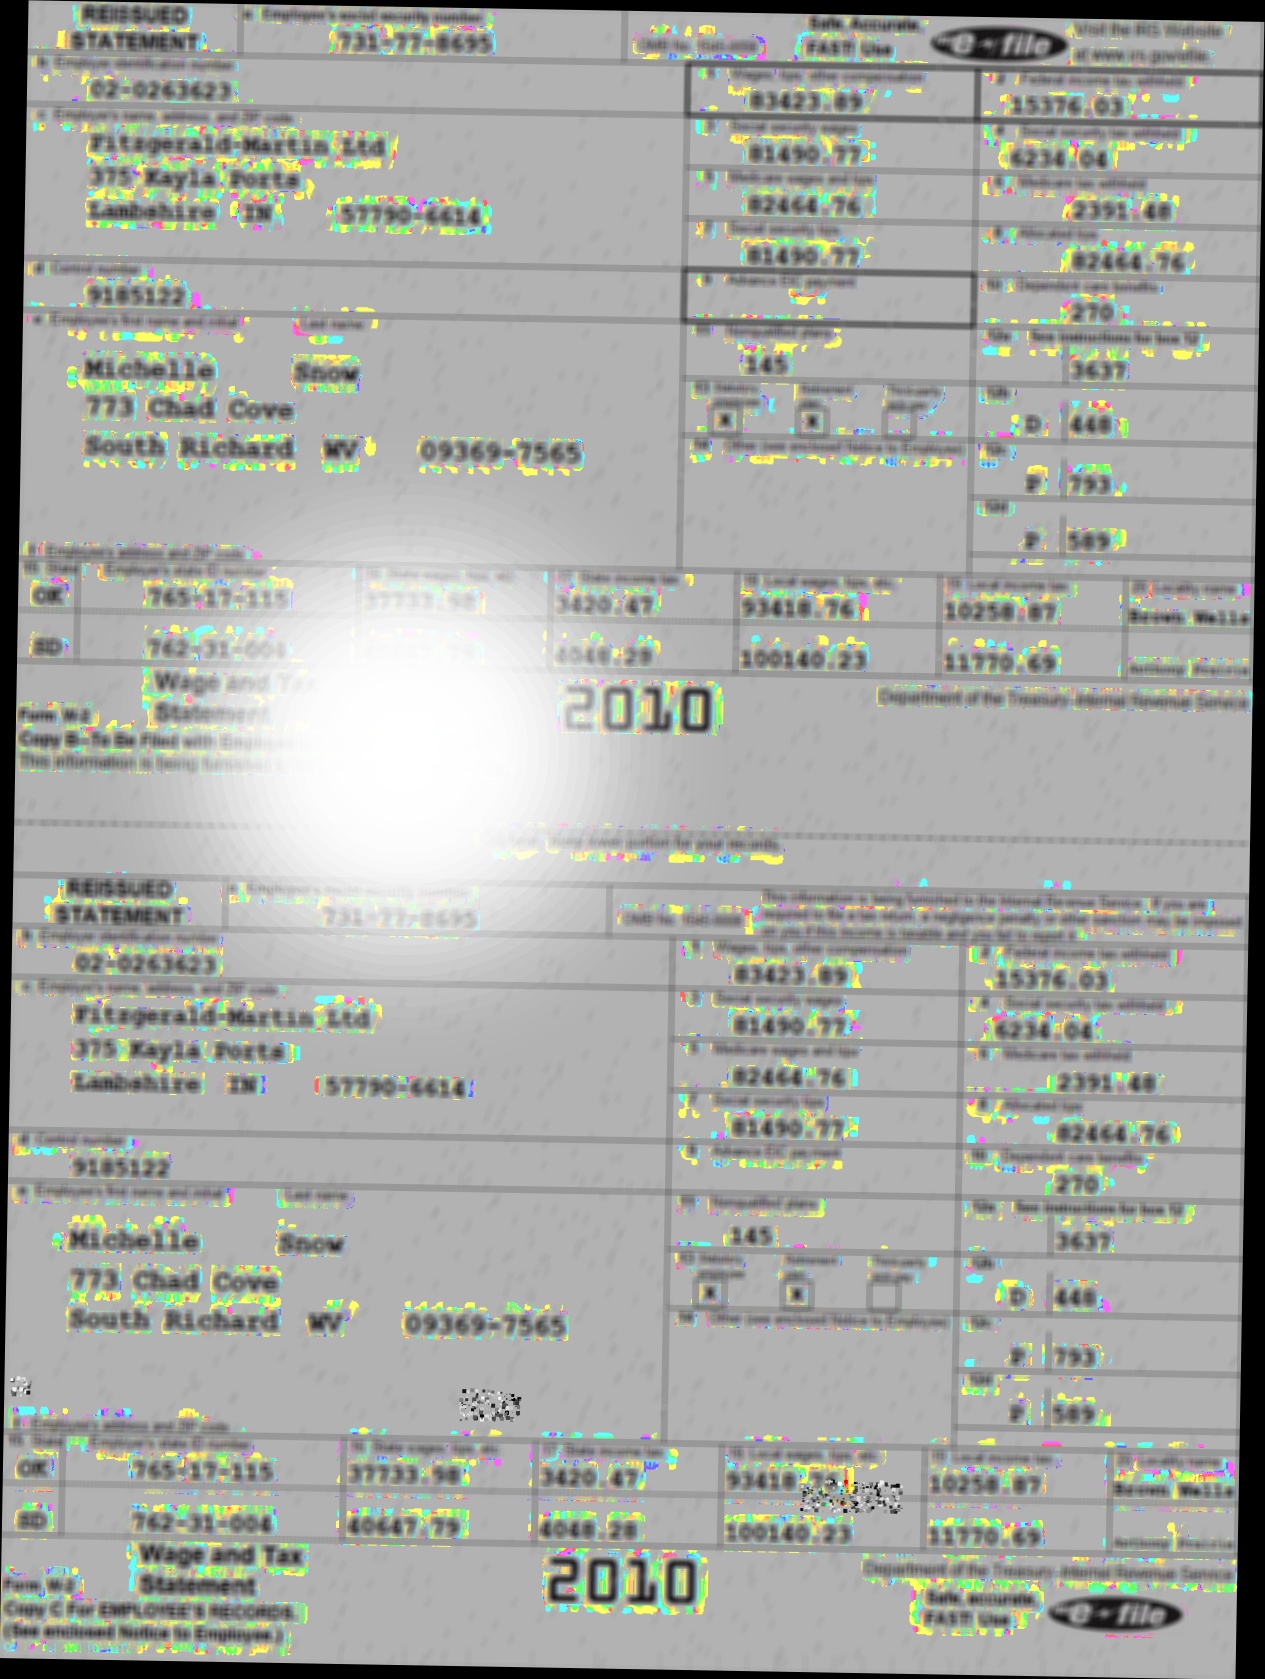 REISSUED STATEMENT
a Employee's social security number
731-77-8695
OMB No. 1545-0008
Safe, Accurate, FAST! Use
e-file
Visit the IRS Website at www.irs.gov/efile.
b Employer identification number
02-0263623
1 Wages, tips, other compensation
83423.89
2 Federal income tax withheld
15376.03
c Employer's name, address, and ZIP code
Fitzgerald-Martin Ltd
375 Kayla Ports
Lambshire IN 57790-6614
3 Social security wages
81490.77
4 Social security tax withheld
6234.04
5 Medicare wages and tips
82464.76
6 Medicare tax withheld
2391.48
7 Social security tips
81490.77
8 Allocated tips
82464.76
d Control number
9185122
9 Advance EIC payment
10 Dependent care benefits
270
e Employee's first name and initial Last name
Michelle Snow
773 Chad Cove
South Richard WV 09369-7565
11 Nonqualified plans
145
12a See instructions for box 12
3637
13 Statutory employee Retirement plan Third-party sick pay
X X
12b
D 448
14 Other (see enclosed Notice to Employee)
12c
P 793
12d
P 589
f Employee's address and ZIP code
15 State Employer's state ID number
17 State income tax
18 Local wages, tips, etc.
19 Local income tax
20 Locality name
OK 765-17-115 37733.98 3420.47 93418.76 10258.87 Brown Wells
SD 762-31-004 4048.28 100140.23 11770.69
Wage and Tax
Statement
Form W-2
2010
Department of the Treasury-Internal Revenue Service
Copy B-To Be Filed with Employee's
This information is being furnished
lower portion for your records.
REISSUED STATEMENT
a Employee's social security number
731-77-8695
OMB No. 1545-0008
This information is being furnished to the Internal Revenue Service. If you are
required to file a tax return, a negligence penalty or other sanction may be imposed
on you if this income is taxable and you fail to report it.
b Employer identification number
02-0263623
1 Wages, tips, other compensation
83423.89
2 Federal income tax withheld
15376.03
c Employer's name, address, and ZIP code
Fitzgerald-Martin Ltd
375 Kayla Ports
Lambshire IN 57790-6614
3 Social security wages
81490.77
4 Social security tax withheld
6234.04
5 Medicare wages and tips
82464.76
6 Medicare tax withheld
2391.48
7 Social security tips
81490.77
8 Allocated tips
82464.76
d Control number
9185122
9 Advance EIC payment
10 Dependent care benefits
270
e Employee's first name and initial Last name
Michelle Snow
773 Chad Cove
South Richard WV 09369-7565
11 Nonqualified plans
145
12a See instructions for box 12
3637
13 Statutory employee Retirement plan Third-party sick pay
X X
12b
D 448
14 Other (see enclosed Notice to Employee)
12c
P 793
12d
P 589
f Employee's address and ZIP code
15 State Employer's state ID number
16 State wages, tips, etc.
17 State income tax
18 Local wages, tips, etc.
19 Local income tax
20 Locality name
OK 765-17-115 37733.98 3420.47 93418 10258.87 Brown Wells
SD 762-31-004 40647.79 4048.28 100140.23 11770.69
Wage and Tax
Statement
Form W-2
2010
Department of the Treasury-Internal Revenue Service
Copy C For EMPLOYEE'S RECORDS.
(See enclosed Notice to Employee.)
Safe, accurate, FAST! Use
e-file